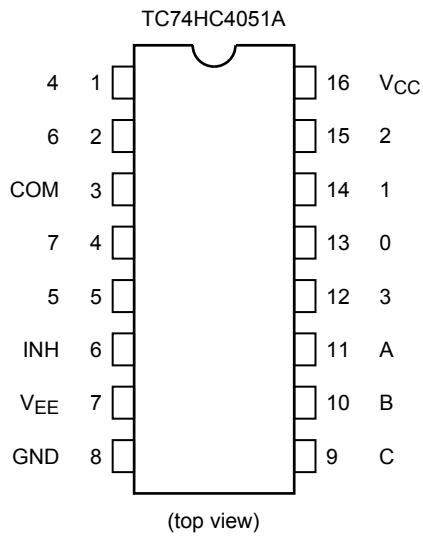 TC74HC4051A
4 1 16 VCC
6 2 15 2
COM 3 14 1
7 4 13 0
5 5 12 3
INH 6 11 A
VEE 7 10 B
GND 8 9 C
(top view)